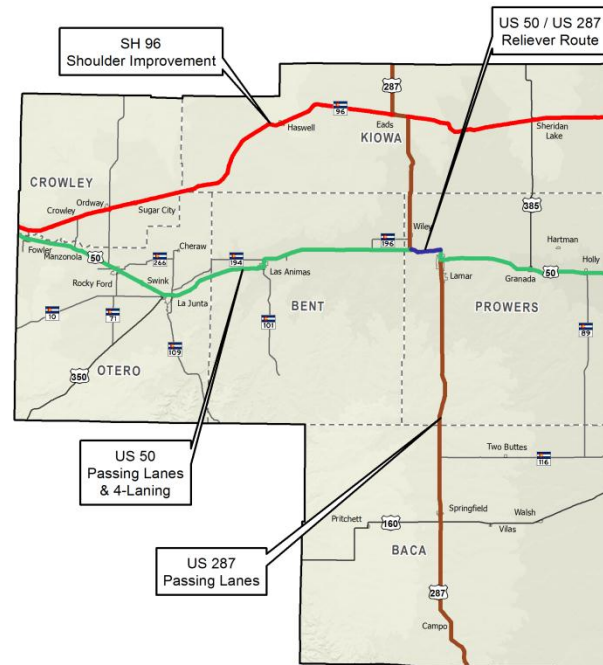 US 50 / US 287
Reliever Route
SH 96
Shoulder Improvement
287
96
Haswell
Eads
KIOWA
Sheridan
Lake
CROWLEY
Ordway
Crowley
Sugar City
385
Wiley
196
Fowler
Manzonola
50
Cheraw
266
194
Hartman
Rocky Ford
Swink
Las Animas
Lamar
Granada
50
Holly
La Junta
BENT
PROWERS
10
71
101
89
109
350
OTERO
US 50
Passing Lanes
& 4-Laning
Two Buttes
116
Springfield
Walsh
Pritchett
160
Vilas
US 287
Passing Lanes
BACA
287
Campo